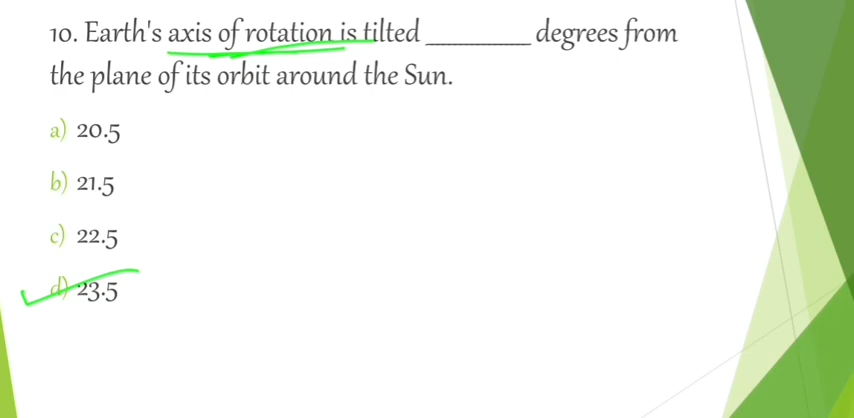 10. Earth's axis of rotation is tilted __________ degrees from
the plane of its orbit around the Sun.
a) 20.5
b) 21.5
c) 22.5
d) 23.5